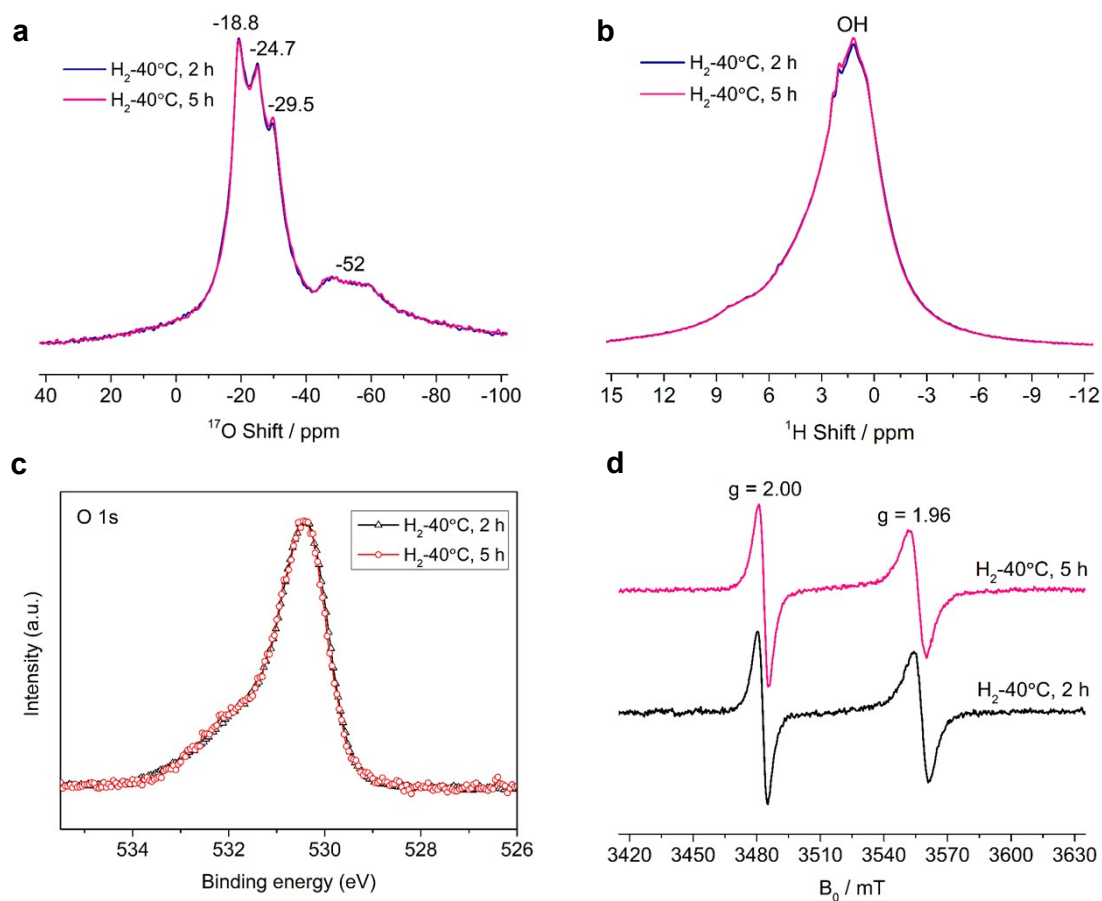 a
-18.8
-24.7
-29.5
-52
H₂-40°C, 2 h
H₂-40°C, 5 h
40 20 0 -20 -40 -60 -80 -100
¹⁷O Shift / ppm
b
OH
H₂-40°C, 2 h
H₂-40°C, 5 h
15 12 9 6 3 0 -3 -6 -9 -12
¹H Shift / ppm
c
O 1s
H₂-40°C, 2 h
H₂-40°C, 5 h
Intensity (a.u.)
534 532 530 528 526
Binding energy (eV)
d
g = 2.00
g = 1.96
H₂-40°C, 5 h
H₂-40°C, 2 h
3420 3450 3480 3510 3540 3570 3600 3630
B₀ / mT